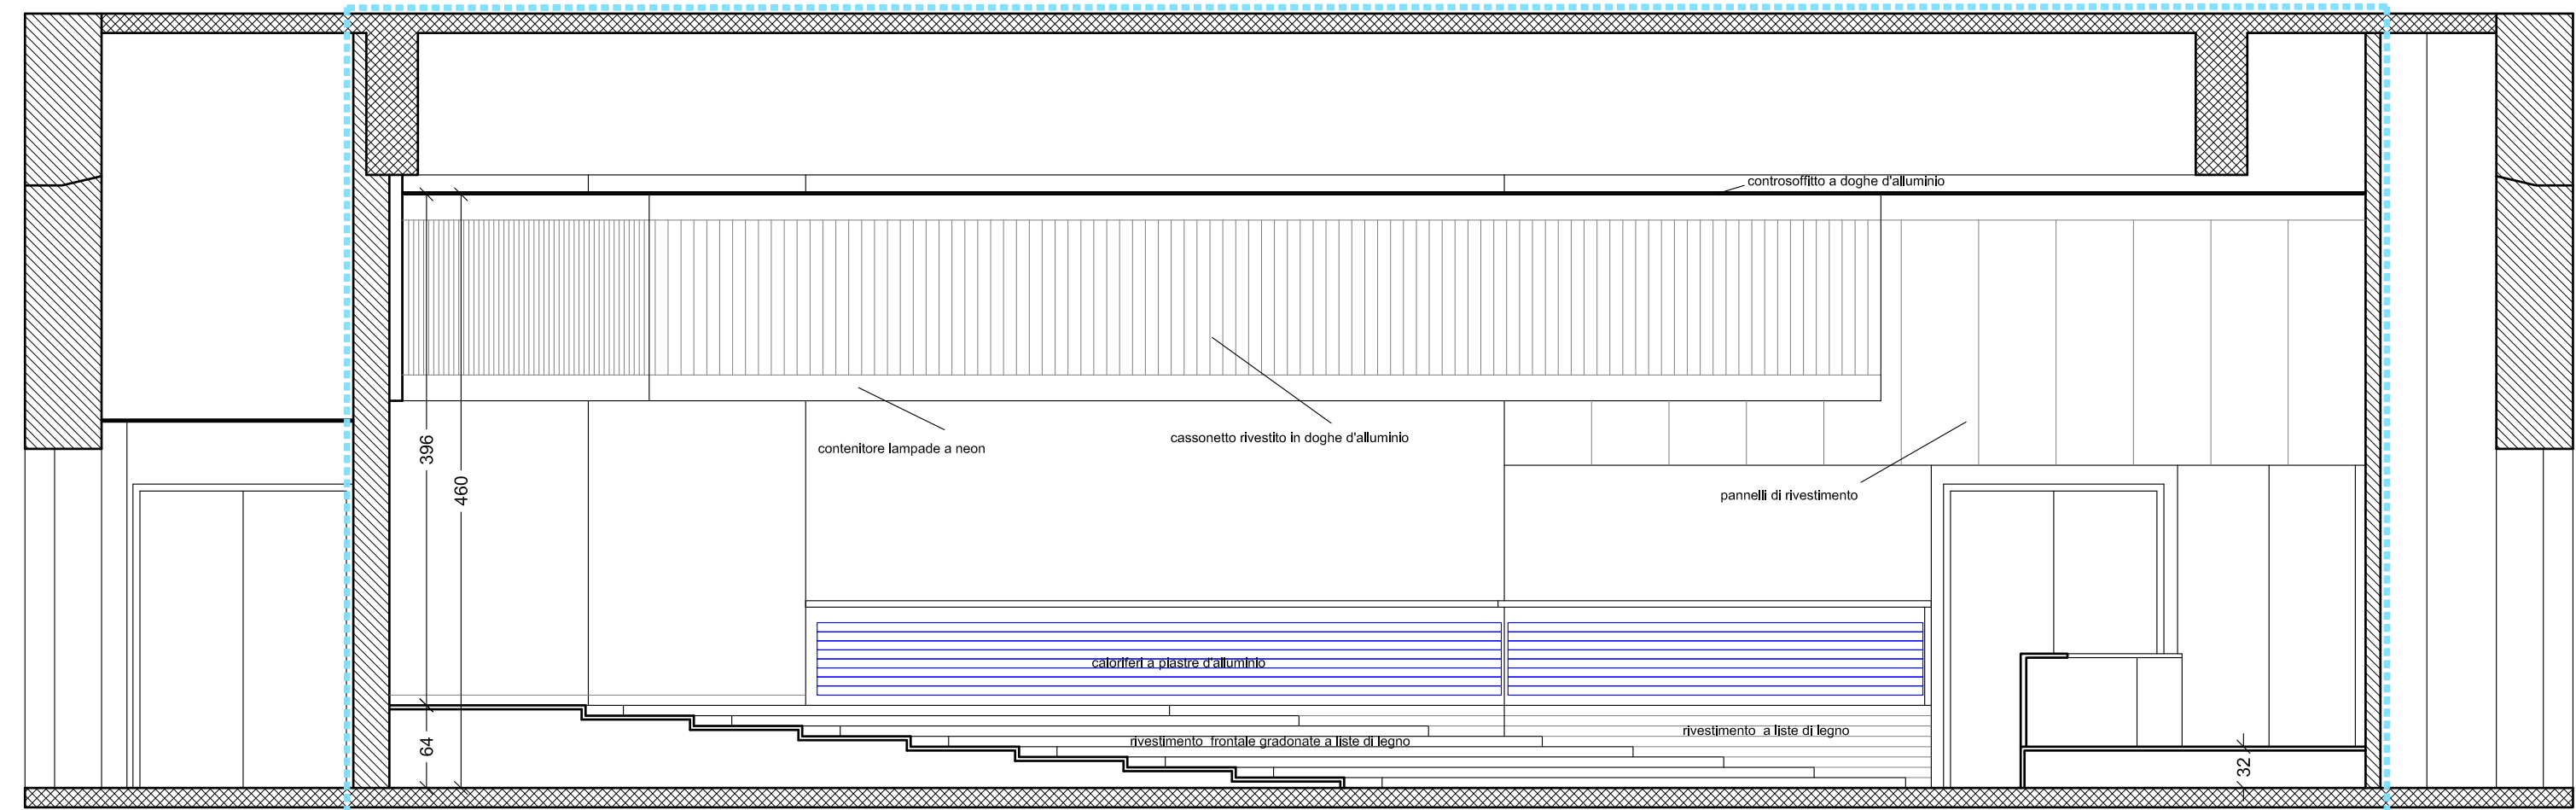 controsoffitto a doghe d'alluminio
contenitore lampade a neon
cassonetto rivestito in doghe d'alluminio
396
460
pannelli di rivestimento
caloriferi a piastre d'alluminio
rivestimento a liste di legno
rivestimento frontale gradonate a liste di legno
64
32